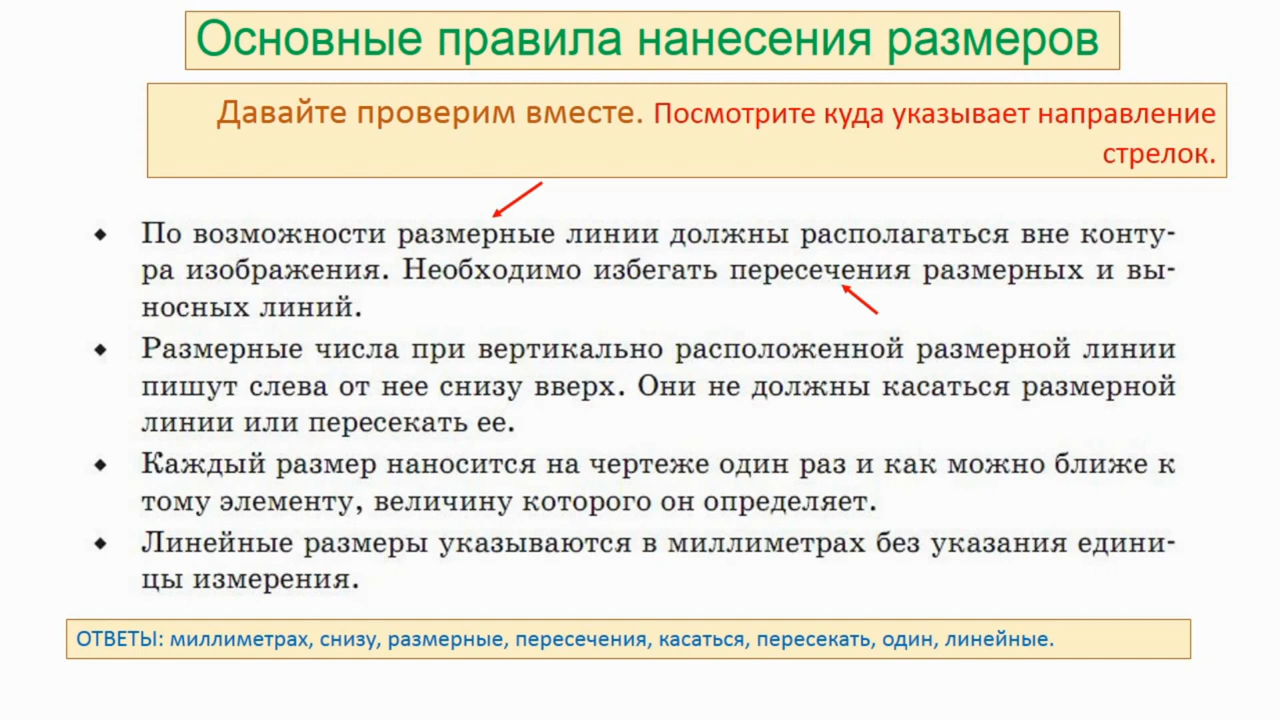 Основные правила нанесения размеров
Давайте проверим вместе. Посмотрите куда указывает направление
стрелок.
По возможности размерные линии должны располагаться вне конту-
ра изображения. Необходимо избегать пересечения размерных и вы-
носных линий.
Размерные числа при вертикально расположенной размерной линии
пишут слева от нее снизу вверх. Они не должны касаться размерной
линии или пересекать ее.
Каждый размер наносится на чертеже один раз и как можно ближе к
тому элементу, величину которого он определяет.
Линейные размеры указываются в миллиметрах без указания едини-
цы измерения.
ОТВЕТЫ: миллиметрах, снизу, размерные, пересечения, касаться, пересекать, один, линейные.